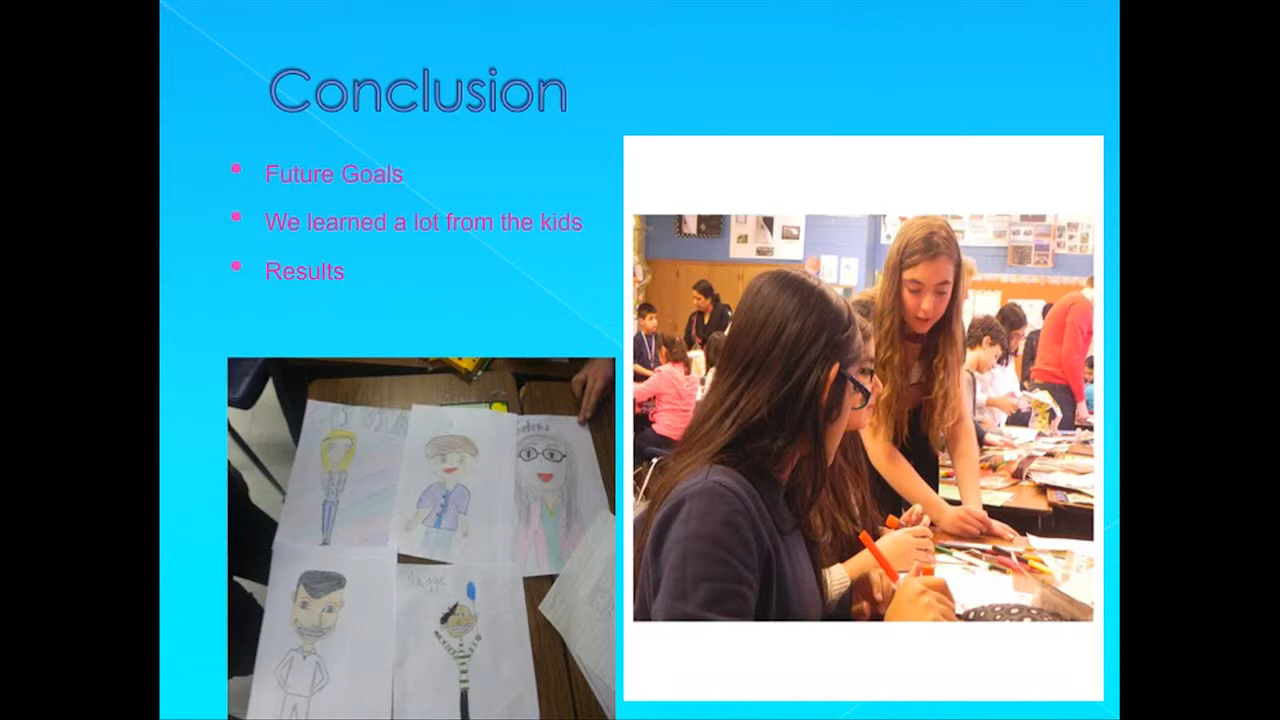 Conclusion
Future Goals
We learned a lot from the kids
Results